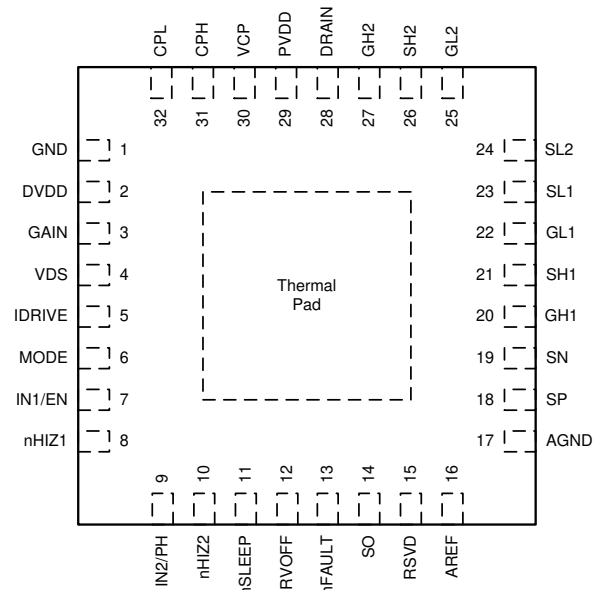 CPL CPH VCP PVDD DRAIN GH2 SH2 GL2
32 31 30 29 28 27 26 25
GND 1 24 SL2
DVDD 2 23 SL1
GAIN 3 22 GL1
VDS 4 21 SH1
IDRIVE 5 20 GH1
MODE 6 19 SN
IN1/EN 7 18 SP
nHIZ1 8 17 AGND
Thermal
Pad
9 10 11 12 13 14 15 16
IN2/PH nHIZ2 nSLEEP RVOFF nFAULT SO RSVD AREF